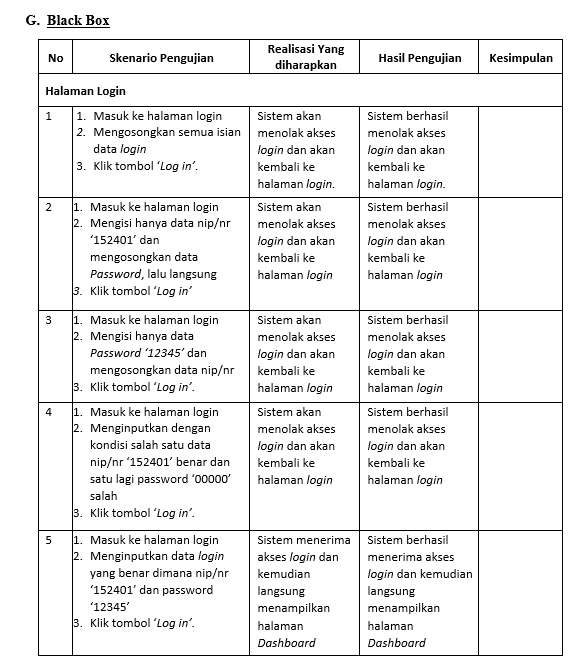 G. Black Box
No Skenario Pengujian Realisasi Yang diharapkan Hasil Pengujian Kesimpulan
Halaman Login
1
1. Masuk ke halaman login
2. Mengosongkan semua isian
data login
3. Klik tombol ‘Log in’.
Sistem akan
menolak akses
login dan akan
kembali ke
halaman login.
Sistem berhasil
menolak akses
login dan akan
kembali ke
halaman login.
2
1. Masuk ke halaman login
2. Mengisi hanya data nip/nr
‘152401’ dan
mengosongkan data
Password, lalu langsung
3. Klik tombol ‘Log in’
Sistem akan
menolak akses
login dan akan
kembali ke
halaman login
Sistem berhasil
menolak akses
login dan akan
kembali ke
halaman login
3
1. Masuk ke halaman login
2. Mengisi hanya data
Password ‘12345’ dan
mengosongkan data nip/nr
3. Klik tombol ‘Log in’.
Sistem akan
menolak akses
login dan akan
kembali ke
halaman login
Sistem berhasil
menolak akses
login dan akan
kembali ke
halaman login
4
1. Masuk ke halaman login
2. Menginputkan dengan
kondisi salah satu data
nip/nr ‘152401’ benar dan
satu lagi password ‘00000’
salah
3. Klik tombol ‘Log in’.
Sistem akan
menolak akses
login dan akan
kembali ke
halaman login
Sistem berhasil
menolak akses
login dan akan
kembali ke
halaman login
5
1. Masuk ke halaman login
2. Menginputkan data login
yang benar dimana nip/nr
‘152401’ dan password
‘12345’
3. Klik tombol ‘Log in’.
Sistem menerima
akses login dan
kemudian
langsung
menampilkan
halaman
Dashboard
Sistem berhasil
menerima akses
login dan kemudian
langsung
menampilkan
halaman
Dashboard